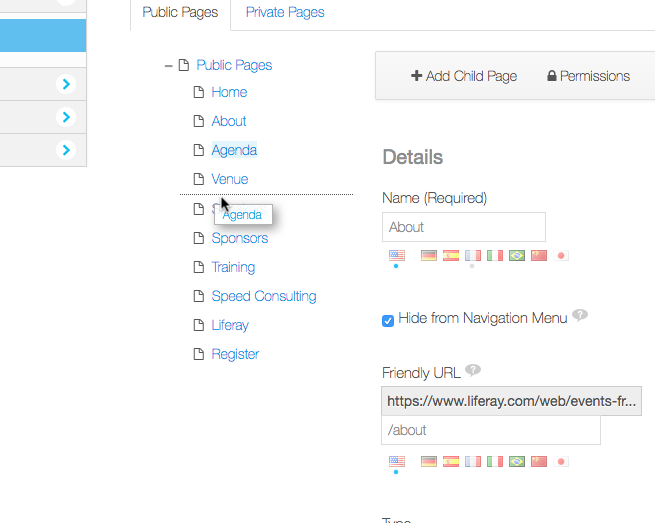 Public Pages
Private Pages
Public Pages
Home
About
Agenda
Venue
Agenda
Sponsors
Training
Speed Consulting
Liferay
Register
Add Child Page
Permissions
Details
Name (Required)
About
Hide from Navigation Menu
Friendly URL
https://www.liferay.com/web/events-fr...
/about
Type